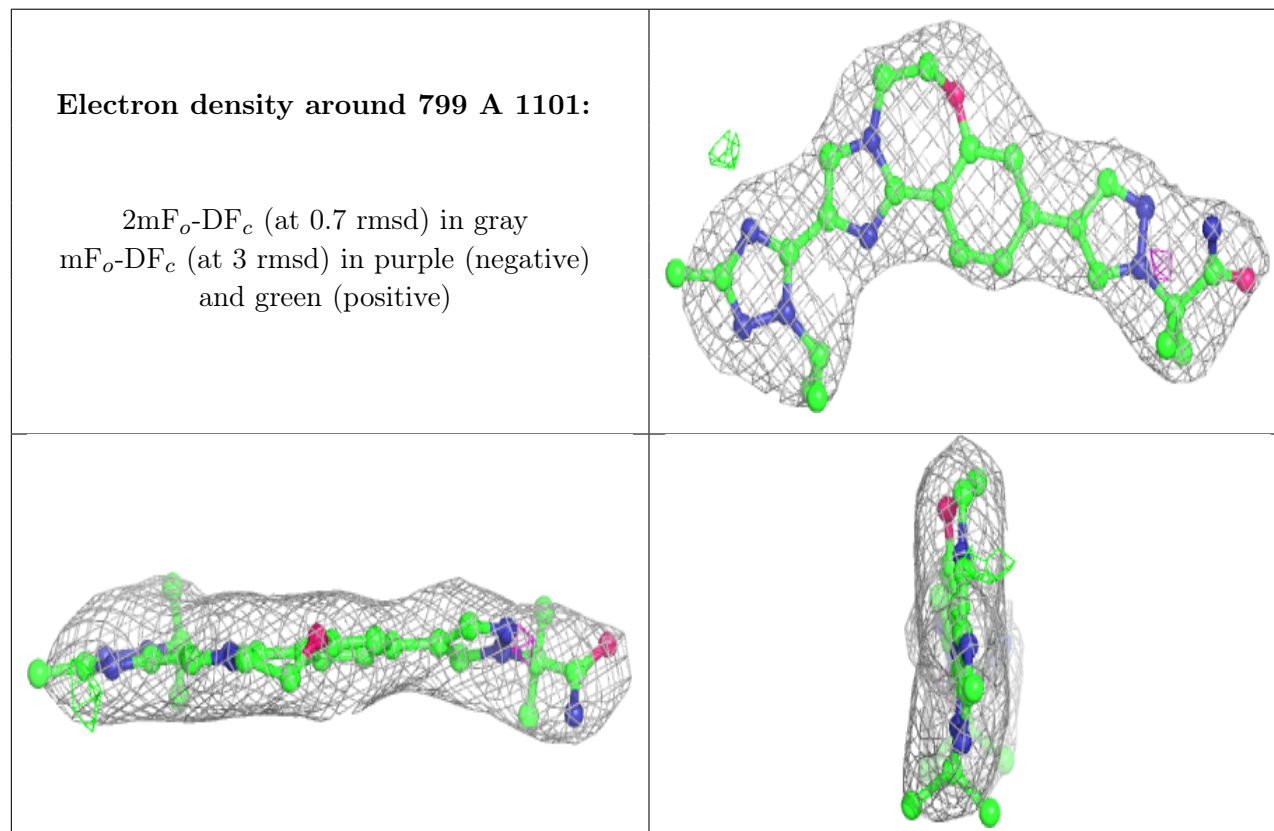 Electron density around 799 A 1101:
2mFo-DFc (at 0.7 rmsd) in gray
mFo-DFc (at 3 rmsd) in purple (negative)
and green (positive)